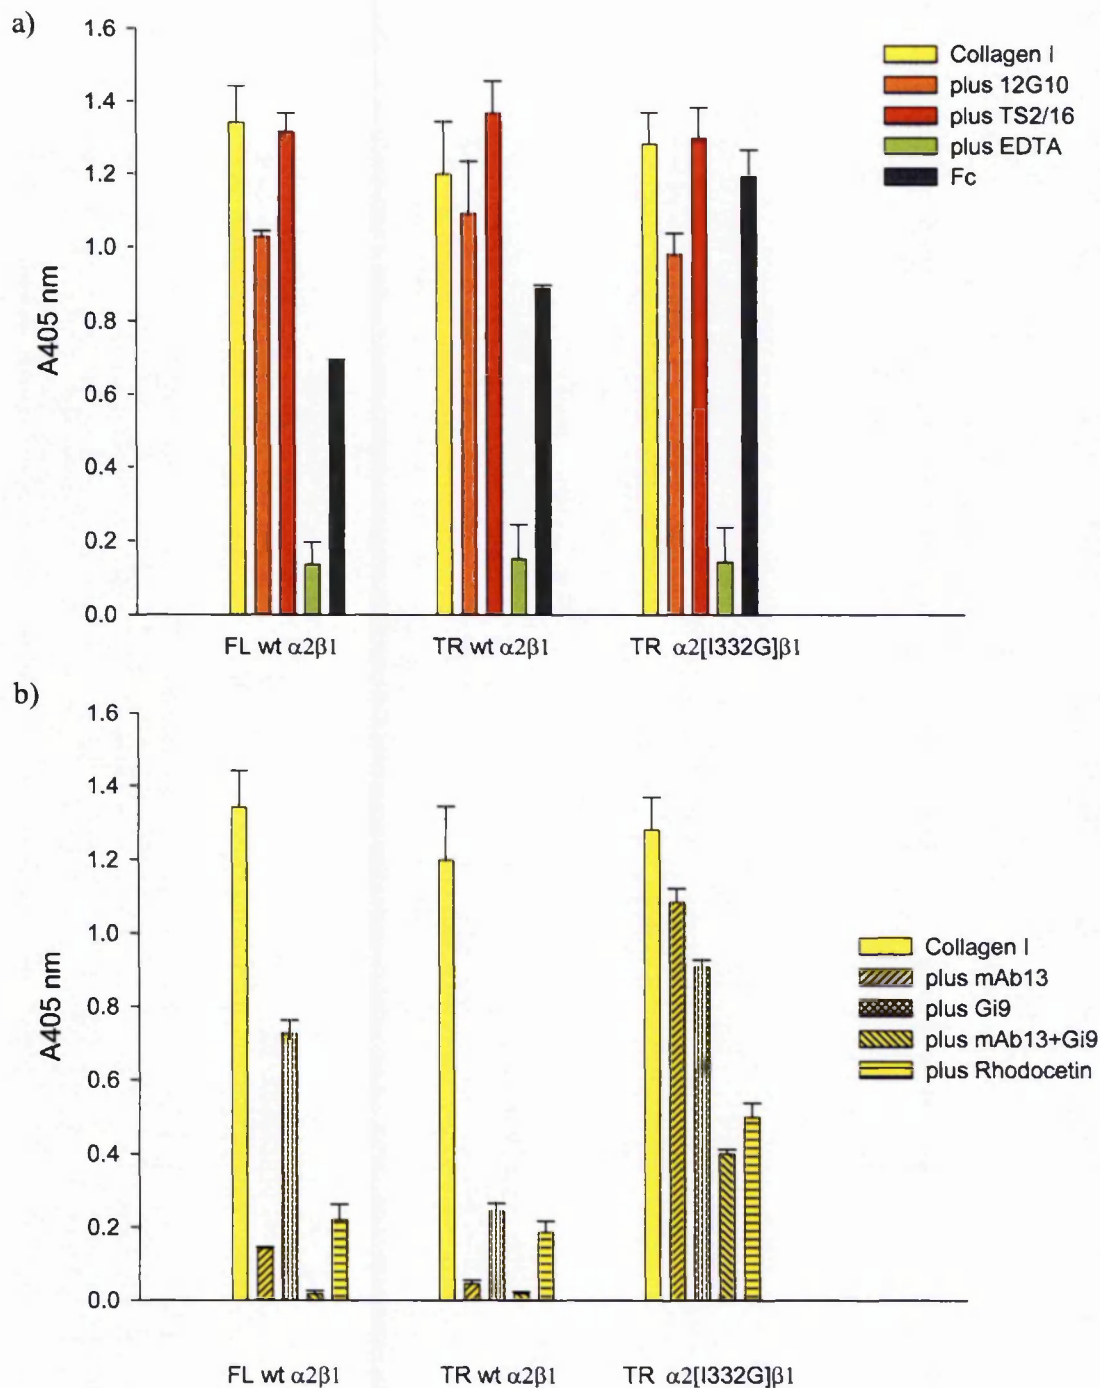 a)
1.6
1.4
1.2
1.0
0.8
0.6
0.4
0.2
0.0
A405 nm
Collagen I
plus 12G10
plus TS2/16
plus EDTA
Fc
FL wt α2β1
TR wt α2β1
TR α2[I332G]β1
b)
1.6
1.4
1.2
1.0
0.8
0.6
0.4
0.2
0.0
A405 nm
Collagen I
plus mAb13
plus Gi9
plus mAb13+Gi9
plus Rhodocetin
FL wt α2β1
TR wt α2β1
TR α2[I332G]β1